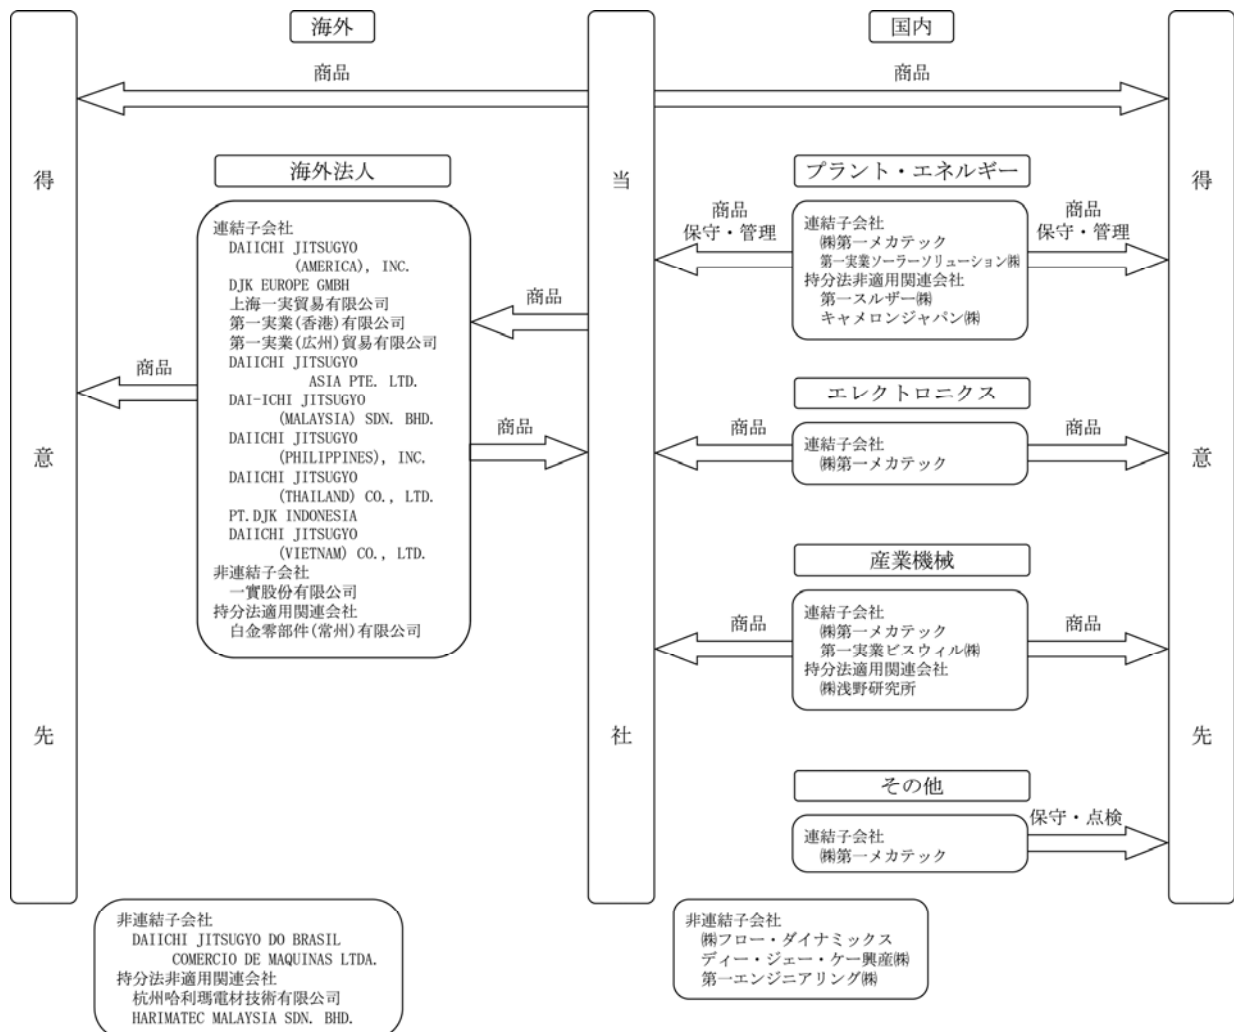 海外
国内
商品
商品
得
意
先
当
社
得
意
先
海外法人
連結子会社
DAIICHI JITSUGYO
(AMERICA), INC.
DJK EUROPE GMBH
上海一実貿易有限公司
第一実業(香港)有限公司
第一実業(広州)貿易有限公司
DAIICHI JITSUGYO
ASIA PTE. LTD.
DAI-ICHI JITSUGYO
(MALAYSIA) SDN. BHD.
DAIICHI JITSUGYO
(PHILIPPINES), INC.
DAIICHI JITSUGYO
(THAILAND) CO., LTD.
PT.DJK INDONESIA
DAIICHI JITSUGYO
(VIETNAM) CO., LTD.
非連結子会社
一實股份有限公司
持分法適用関連会社
白金零部件(常州)有限公司
商品
商品
商品
プラント・エネルギー
商品
保守・管理
連結子会社
㈱第一メカテック
第一実業ソーラーソリューション㈱
持分法非適用関連会社
第一スルザー㈱
キャメロンジャパン㈱
商品
保守・管理
エレクトロニクス
商品
連結子会社
㈱第一メカテック
商品
産業機械
商品
連結子会社
㈱第一メカテック
第一実業ビスウィル㈱
持分法適用関連会社
㈱浅野研究所
商品
その他
連結子会社
㈱第一メカテック
保守・点検
非連結子会社
DAIICHI JITSUGYO DO BRASIL
COMERCIO DE MAQUINAS LTDA.
持分法非適用関連会社
杭州哈利瑪電材技術有限公司
HARIMATEC MALAYSIA SDN. BHD.
非連結子会社
㈱フロー・ダイナミックス
ディー・ジェー・ケー興産㈱
第一エンジニアリング㈱